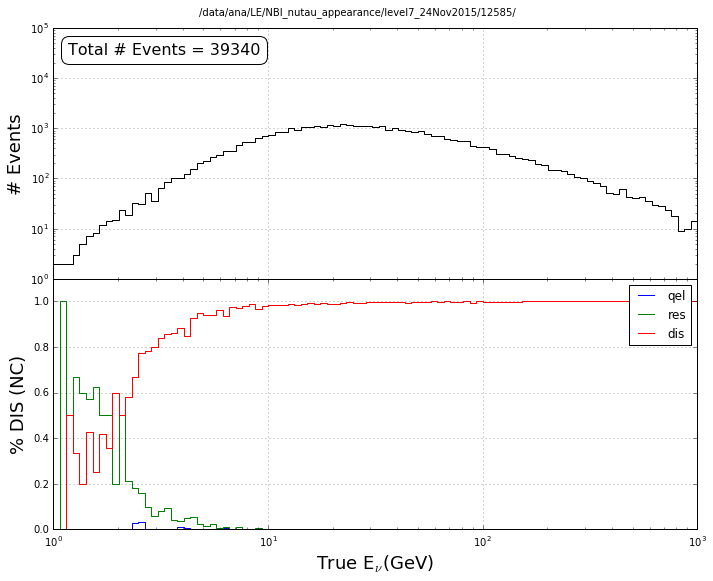 /data/ana/LE/NBI_nutau_appearance/level7_24Nov2015/12585/
Total # Events = 39340
# Events
10^5
10^4
10^3
10^2
10^1
10^0
qel
res
dis
% DIS (NC)
1.0
0.8
0.6
0.4
0.2
0.0
10^0 10^1 10^2 10^3
True E_ν(GeV)